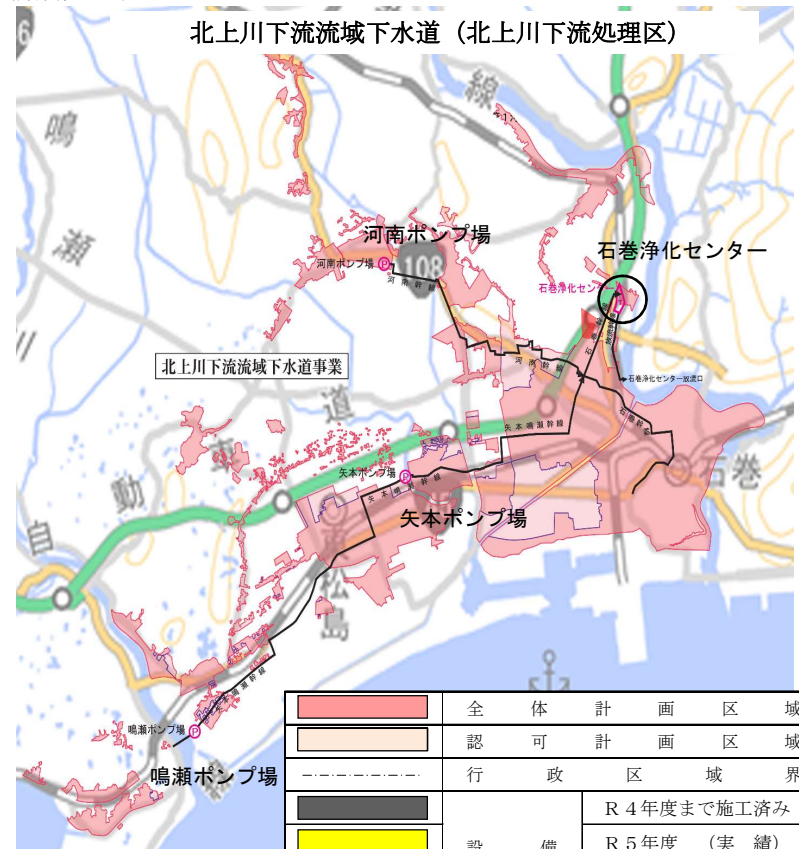 北上川下流流域下水道（北上川下流処理区）
鳴
瀬
川
線
河南ポンプ場
108
河南ポンプ場
河南幹線
石巻浄化センター
石巻浄化センター
石巻幹線
石巻浄化センター放流口
北上川下流流域下水道事業
河南幹線
石巻幹線
道
車
動
自
矢本鳴瀬幹線
矢本ポンプ場
矢本鳴瀬幹線
矢本ポンプ場
石巻
東松島
矢本鳴瀬幹線
鳴瀬ポンプ場
鳴瀬ポンプ場
全体計画区域
認可計画区域
行政区域界
R４年度まで施工済み
設備
R５年度 （実 績）